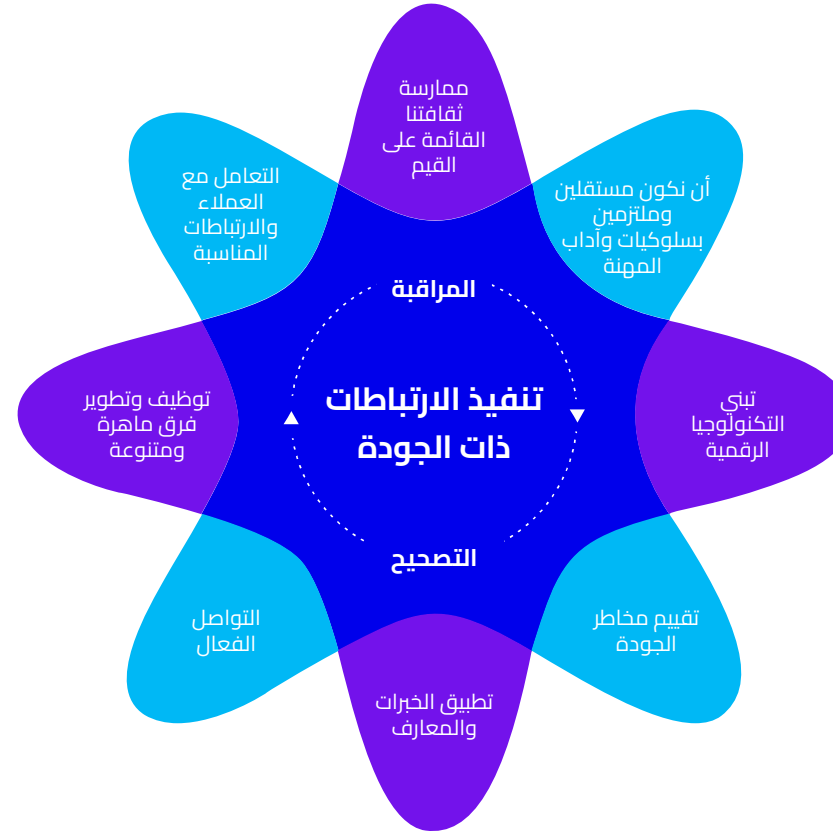 ممارسة
ثقافتنا
القائمة على
القيم
أن نكون مستقلين
وملتزمين
بسلوكيات وآداب
المهنة
تبني
التكنولوجيا
الرقمية
تقييم مخاطر
الجودة
تطبيق الخبرات
والمعارف
التواصل
الفعال
توظيف وتطوير
فرق ماهرة
ومتنوعة
التعامل مع
العملاء
والارتباطات
المناسبة
المراقبة
تنفيذ الارتباطات
ذات الجودة
التصحيح